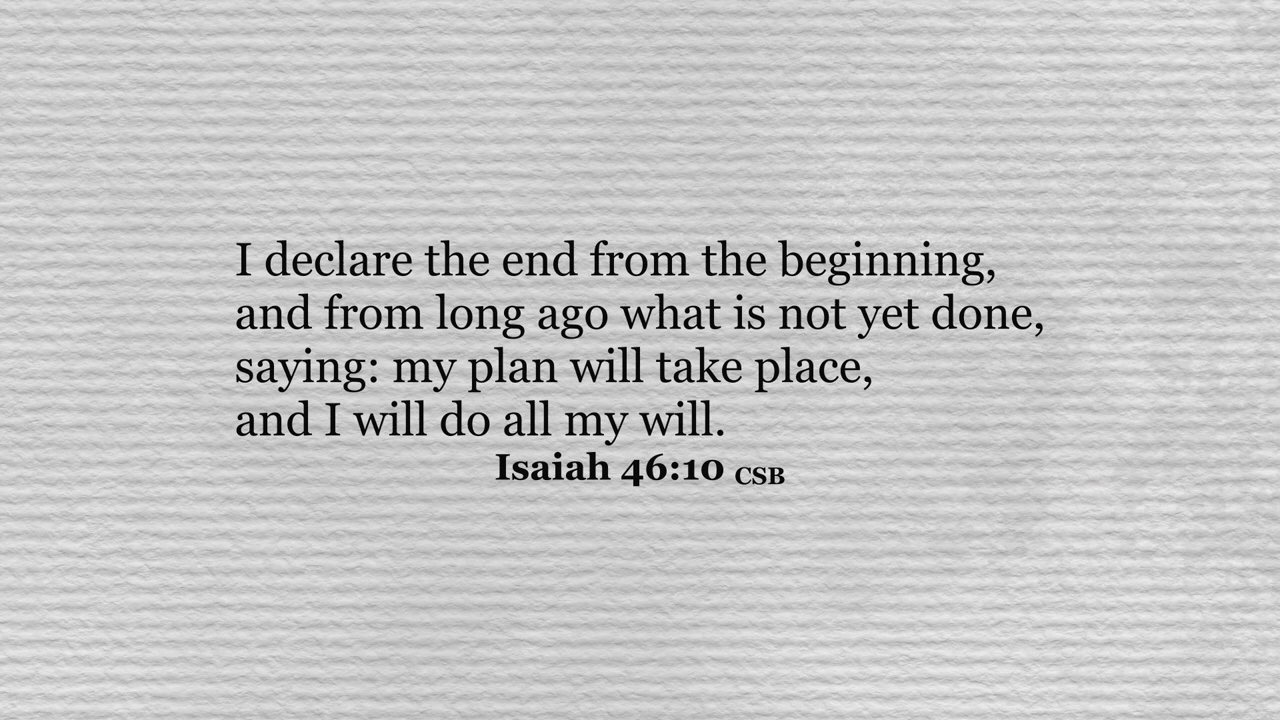 I declare the end from the beginning,
and from long ago what is not yet done,
saying: my plan will take place,
and I will do all my will.
Isaiah 46:10 CSB